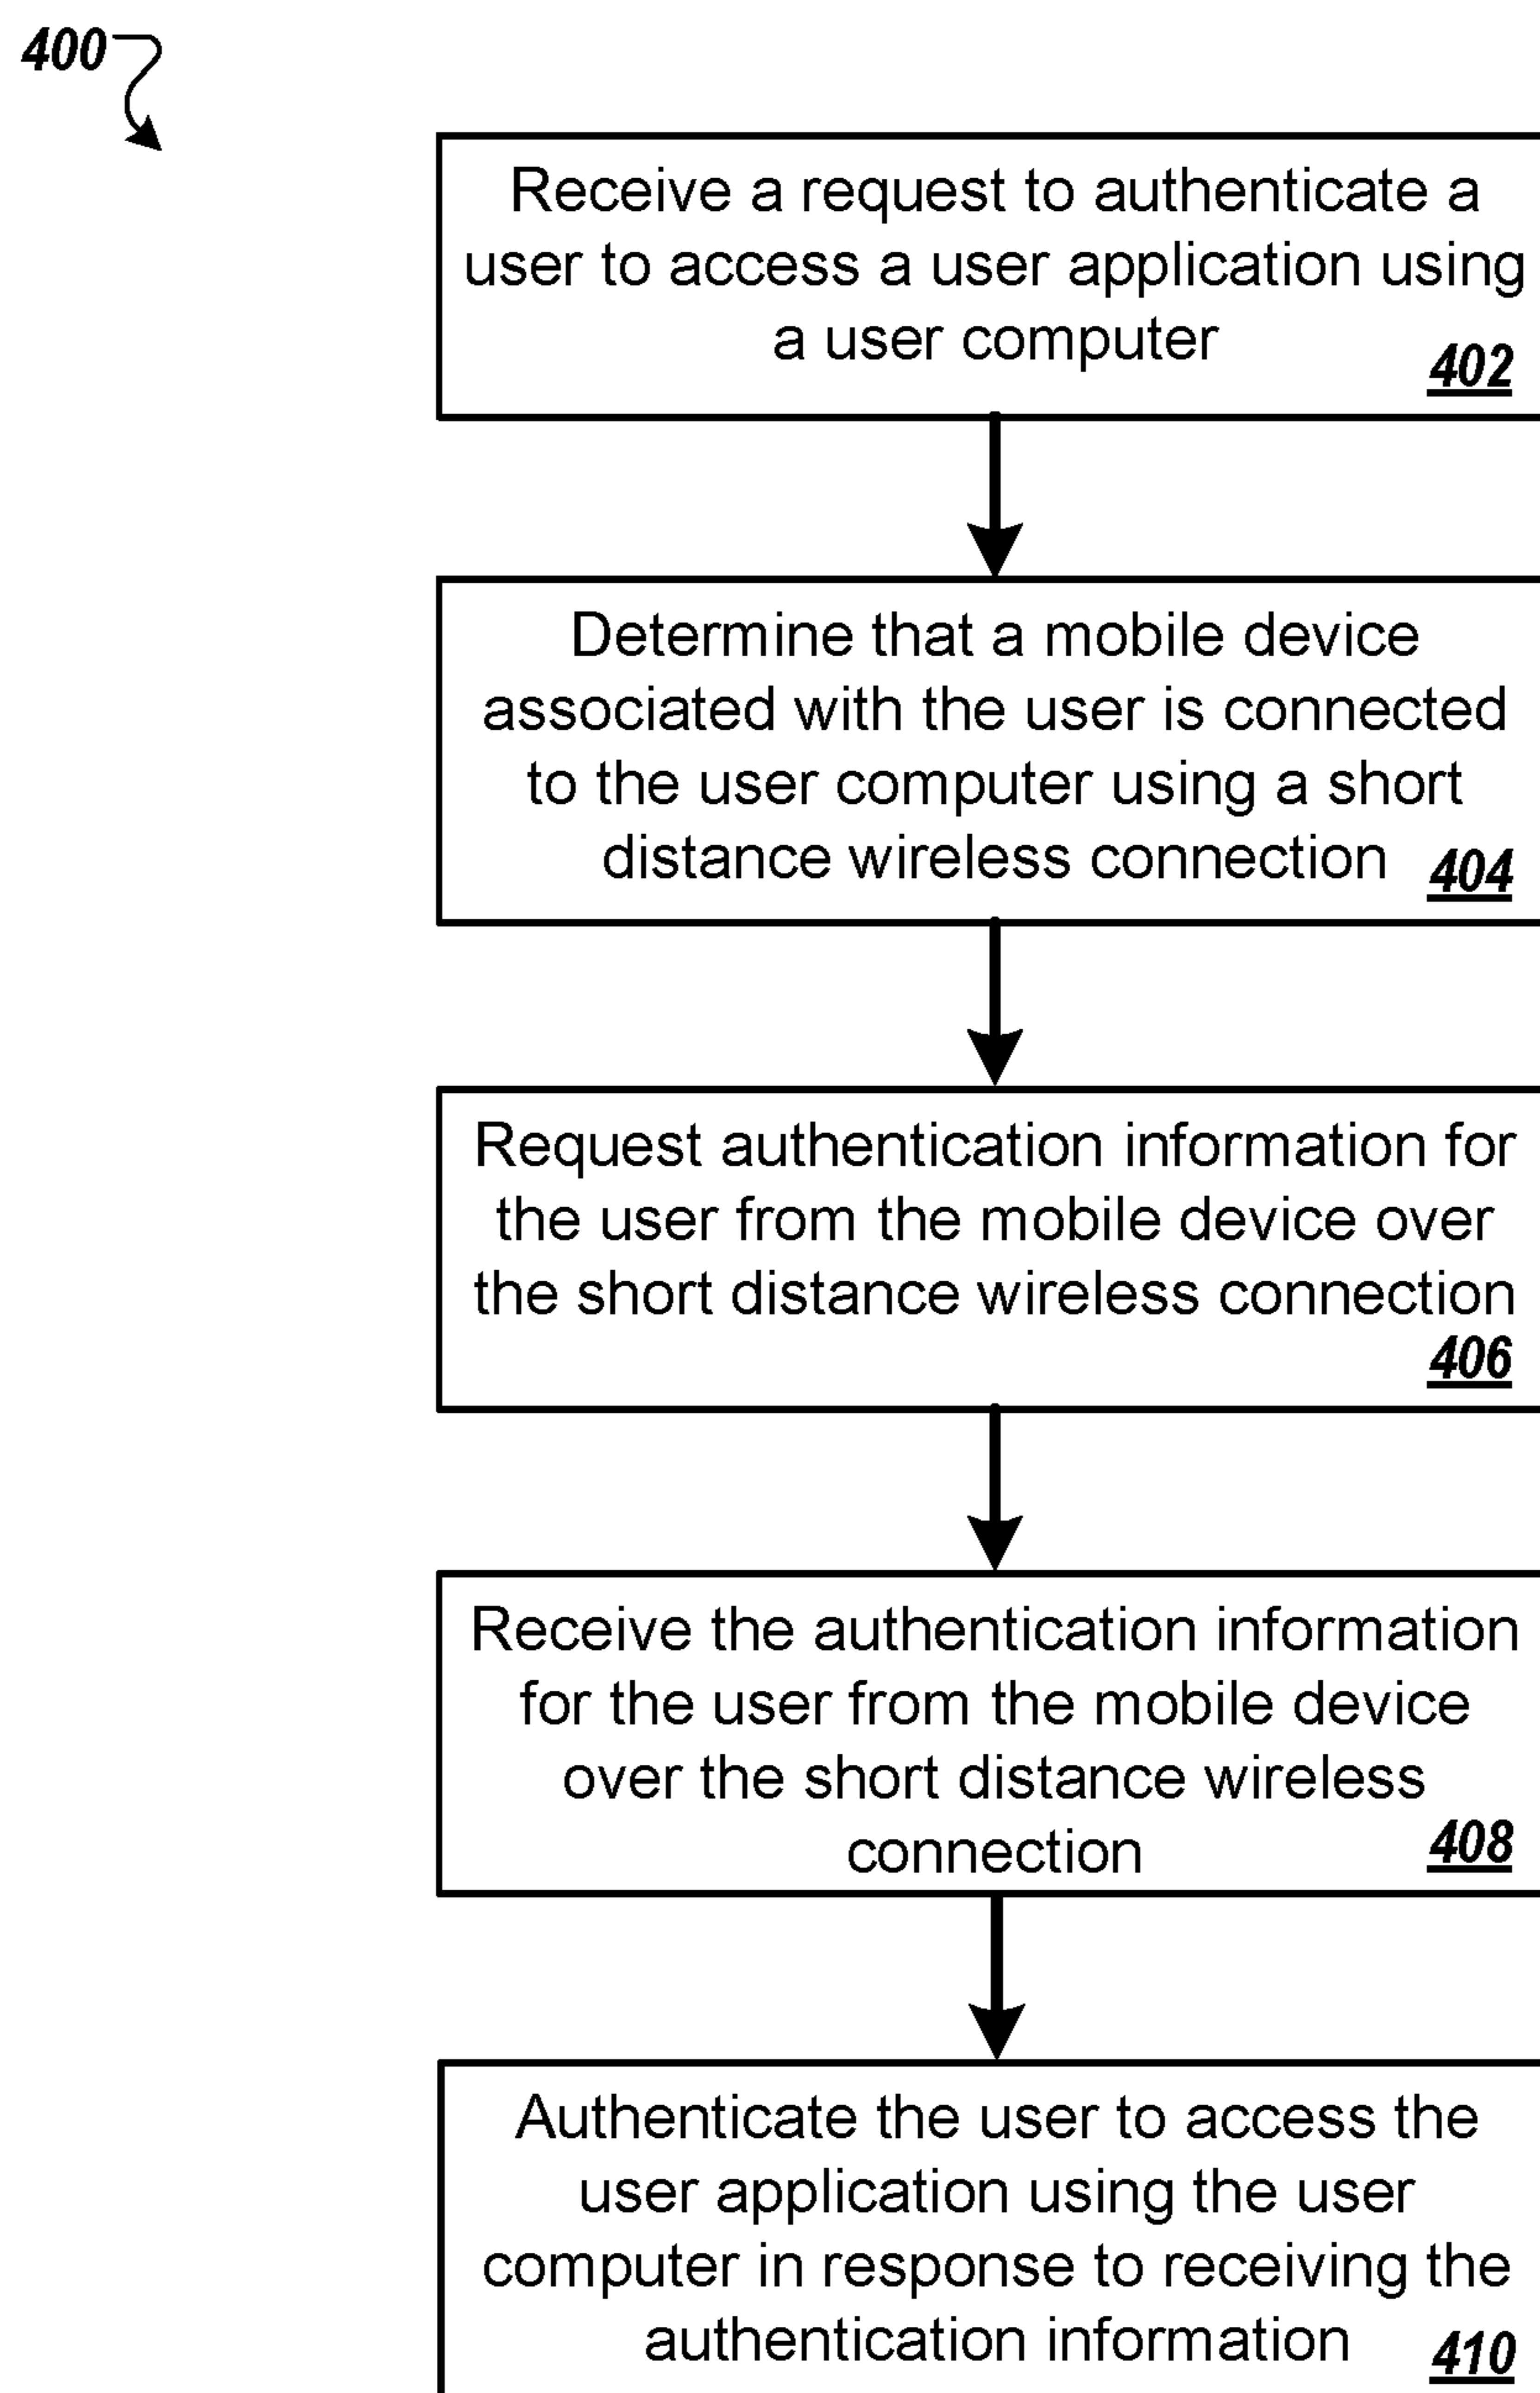 400
Receive a request to authenticate a
user to access a user application using
a user computer
402
Determine that a mobile device
associated with the user is connected
to the user computer using a short
distance wireless connection
404
Request authentication information for
the user from the mobile device over
the short distance wireless connection
406
Receive the authentication information
for the user from the mobile device
over the short distance wireless
connection
408
Authenticate the user to access the
user application using the user
computer in response to receiving the
authentication information
410